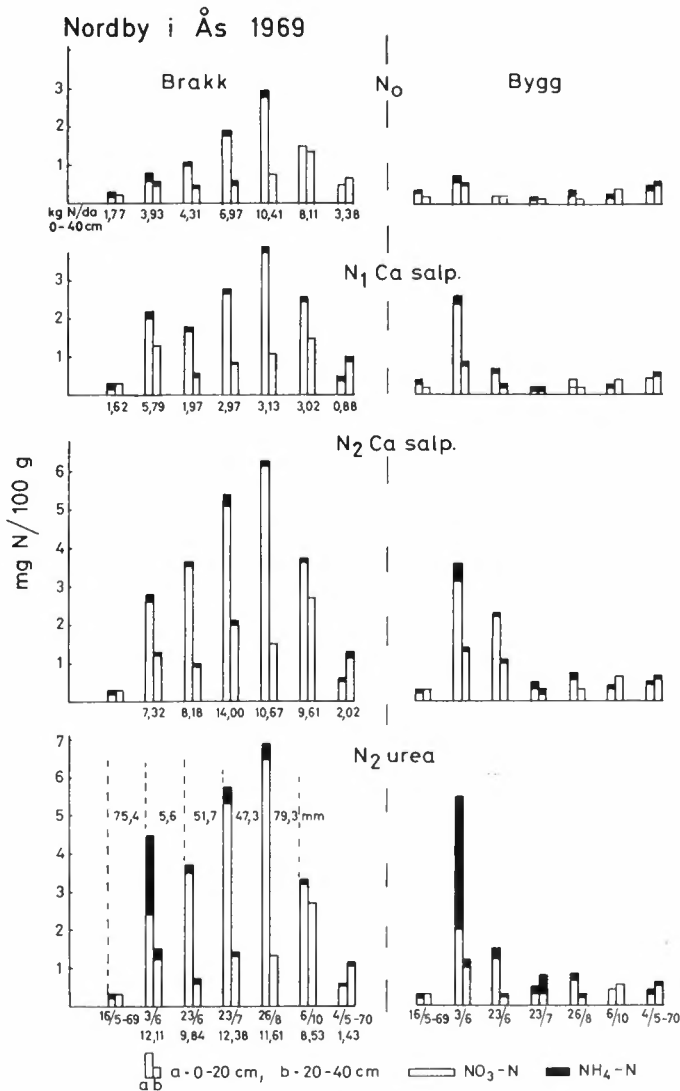 Nordby i Ås 1969
Brakk
N₀
Bygg
3
2
1
kg N/da
0-40 cm
1,77 3,93 4,31 6,97 10,41 8,11 3,38
N₁ Ca salp.
3
2
1
1,62 5,79 1,97 2,97 3,13 3,02 0,88
N₂ Ca salp.
mg N/100 g
6
5
4
3
2
1
7,32 8,18 14,00 10,67 9,61 2,02
N₂ urea
7
6
5
4
3
2
1
75,4 5,6 51,7 47,3 79,3 mm
16/5-69 3/6 23/6 23/7 26/8 6/10 4/5-70
12,11 9,84 12,38 11,61 8,53 1,43
16/5-69 3/6 23/6 23/7 26/8 6/10 4/5-70
a b
a - 0-20 cm, b - 20-40 cm
NO₃-N
NH₄-N